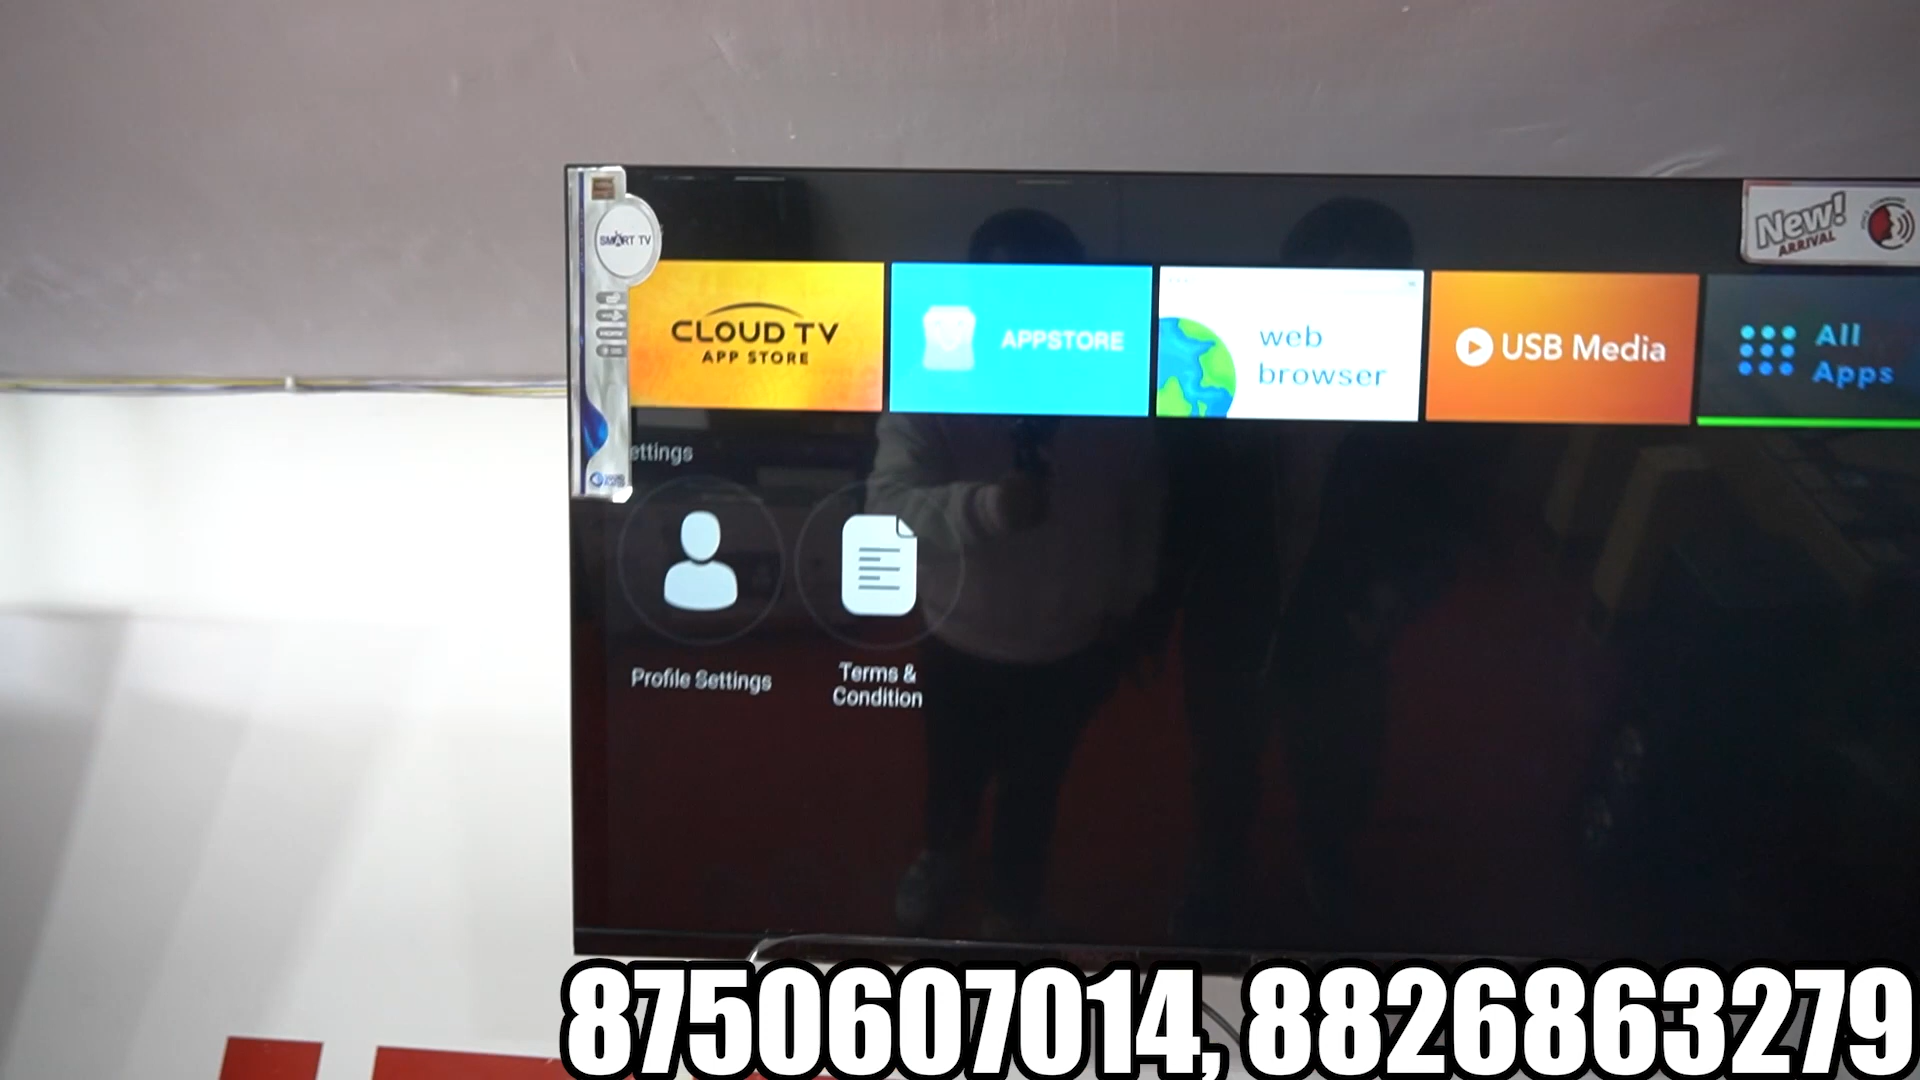 SMART TV
New!
ARRIVAL
CLOUD TV
APP STORE
APPSTORE
web
browser
USB Media
All
Apps
ettings
Profile Settings
Terms &
Condition
8750607014, 8826863279